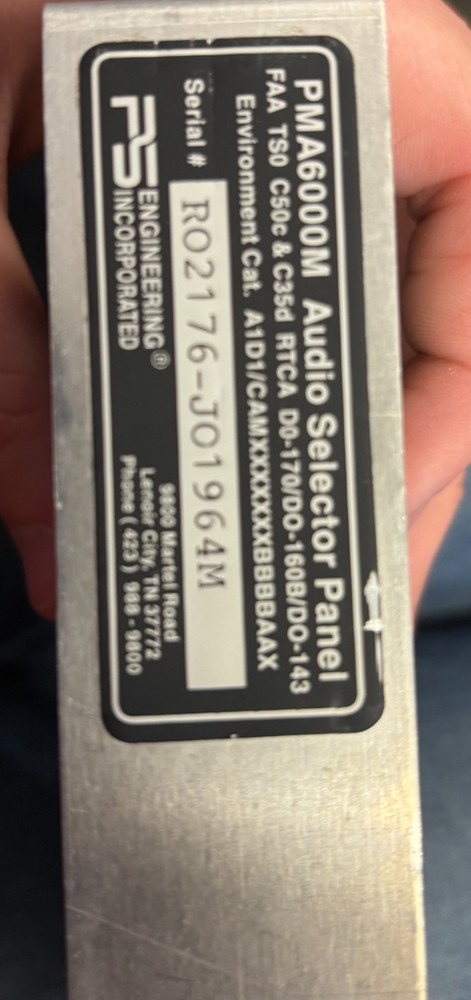 PMA6000M Audio Selector Panel
FAA TSO C50c & C35d RTCA DO-170/DO-160B/DO-143
Environment Cat. A1D1/CAMXXXXXXXBBBBAAX
Serial # RO2176-JO1964M
PS ENGINEERING®
INCORPORATED
9800 Martel Road
Lenoir City, TN 37772
Phone (423) 988-9800